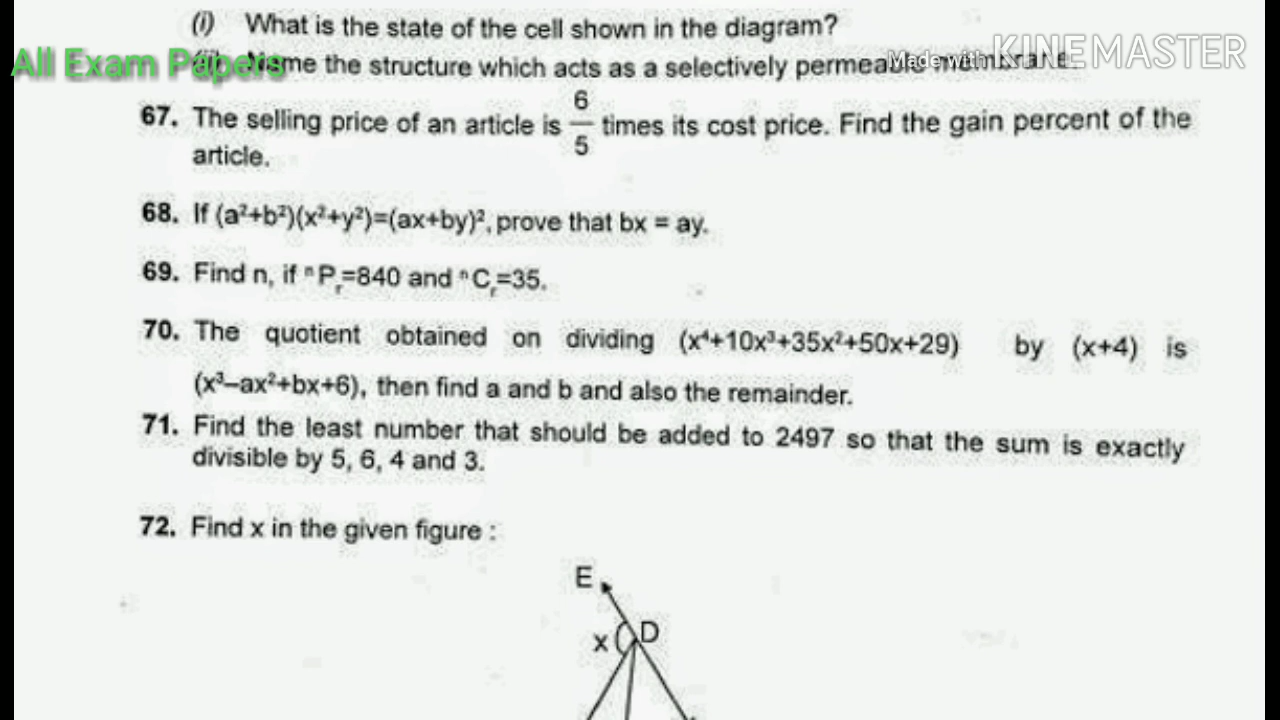 (i) What is the state of the cell shown in the diagram?
All Exam Papers
(ii) Name the structure which acts as a selectively permeable membrane.
Made with KINEMASTER
67. The selling price of an article is 6/5 times its cost price. Find the gain percent of the
article.
68. If (a²+b²)(x²+y²)=(ax+by)², prove that bx = ay.
69. Find n, if ⁿPᵣ=840 and ⁿCᵣ=35.
70. The quotient obtained on dividing (x⁴+10x³+35x²+50x+29) by (x+4) is
(x³–ax²+bx+6), then find a and b and also the remainder.
71. Find the least number that should be added to 2497 so that the sum is exactly
divisible by 5, 6, 4 and 3.
72. Find x in the given figure :
E
D
x